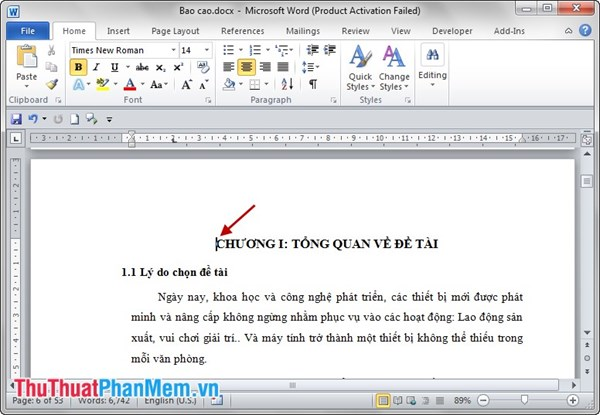 Bao cao.docx - Microsoft Word (Product Activation Failed)
File Home Insert Page Layout References Mailings Review View Developer Add-Ins
Times New Roman 14
Paste
Quick Styles
Change Styles
Editing
Clipboard Font Paragraph Styles
CHƯƠNG I: TỔNG QUAN VỀ ĐỀ TÀI
1.1 Lý do chọn đề tài
Ngày nay, khoa học và công nghệ phát triển, các thiết bị mới được phát
minh và nâng cấp không ngừng nhằm phục vụ vào các hoạt động: Lao động sản
xuất, vui chơi giải trí.. Và máy tính trở thành một thiết bị không thể thiếu trong
mỗi văn phòng.
ThuThuatPhanMem.vn
Page: 6 of 53 Words: 6,742 English (U.S.) 89%